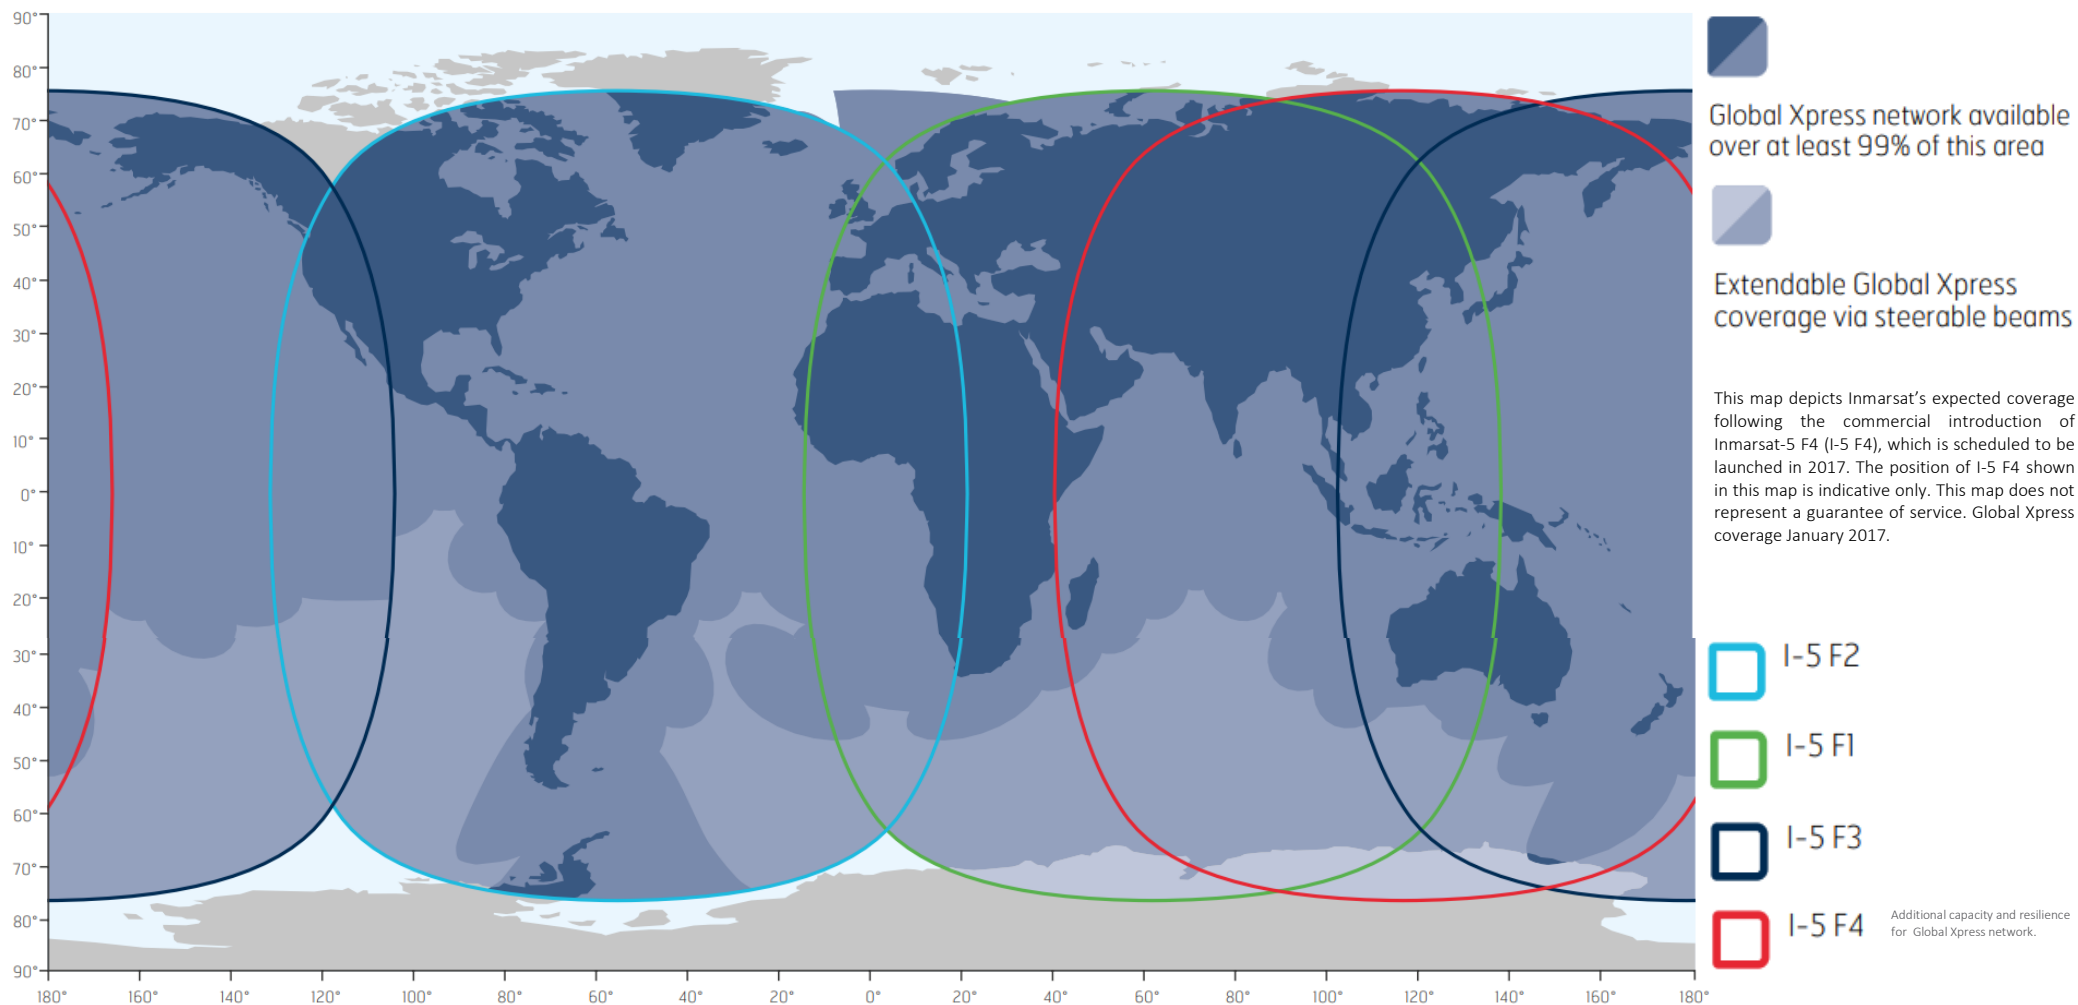 90°
80°
70°
60°
50°
40°
30°
20°
10°
0°
10°
20°
30°
40°
50°
60°
70°
80°
90°
180° 160° 140° 120° 100° 80° 60° 40° 20° 0° 20° 40° 60° 80° 100° 120° 140° 160° 180°
Global Xpress network available
over at least 99% of this area
Extendable Global Xpress
coverage via steerable beams
This map depicts Inmarsat’s expected coverage
following the commercial introduction of
Inmarsat-5 F4 (I-5 F4), which is scheduled to be
launched in 2017. The position of I-5 F4 shown
in this map is indicative only. This map does not
represent a guarantee of service. Global Xpress
coverage January 2017.
I-5 F2
I-5 F1
I-5 F3
I-5 F4
Additional capacity and resilience
for Global Xpress network.